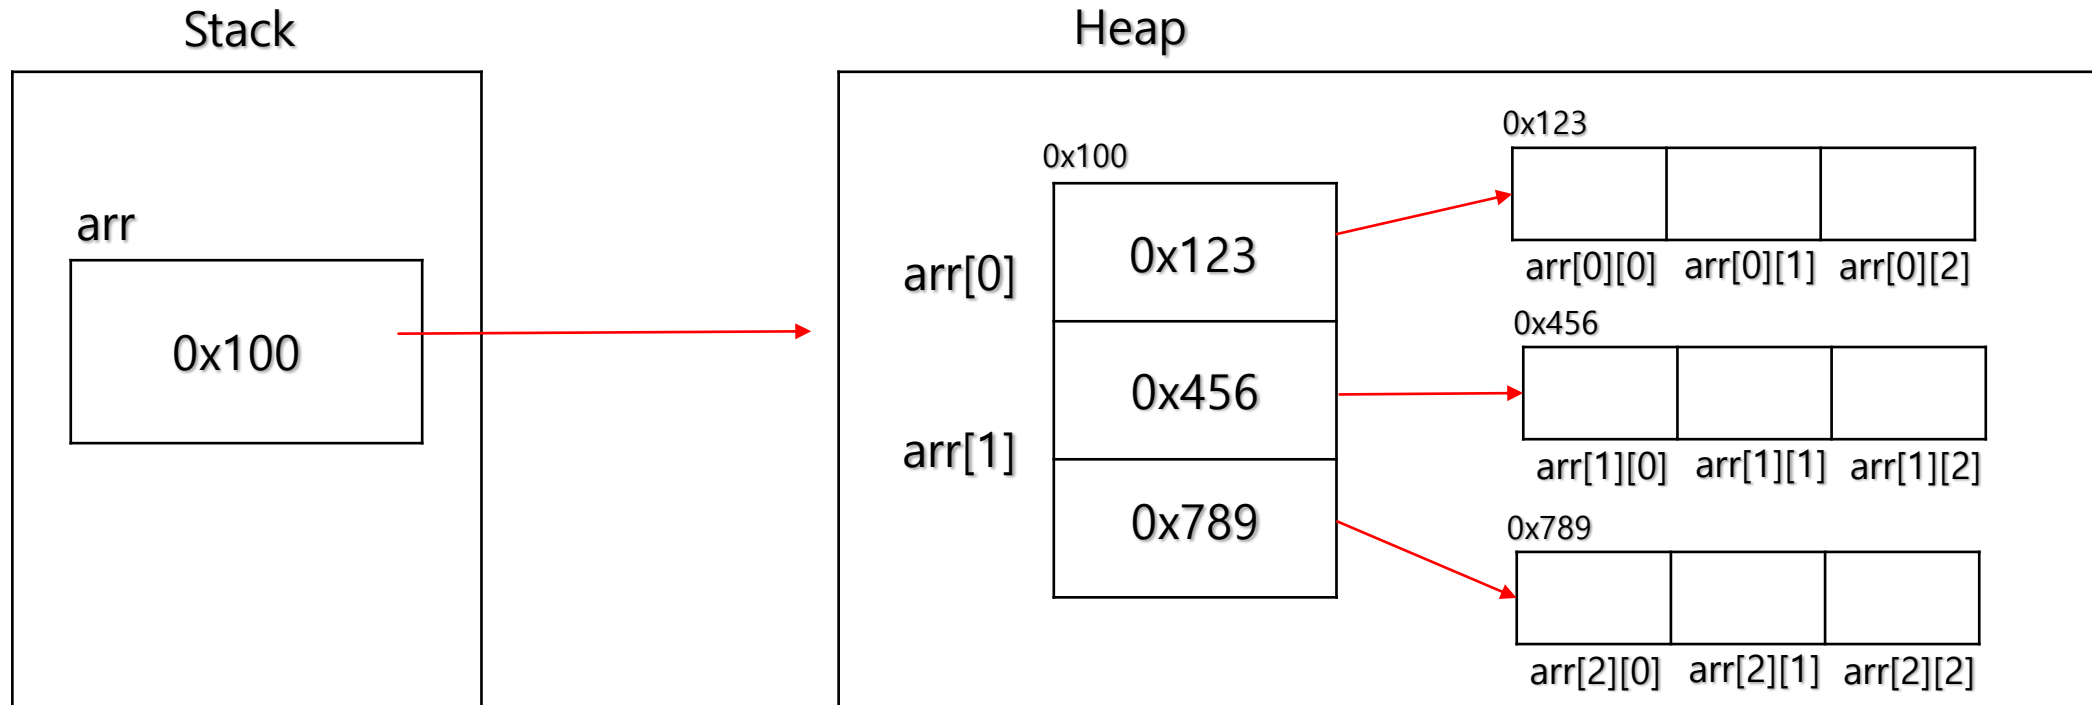 Stack
arr
0x100
Heap
0x100
arr[0]
0x123
0x456
arr[1]
0x789
0x123
arr[0][0] arr[0][1] arr[0][2]
0x456
arr[1][0] arr[1][1] arr[1][2]
0x789
arr[2][0] arr[2][1] arr[2][2]